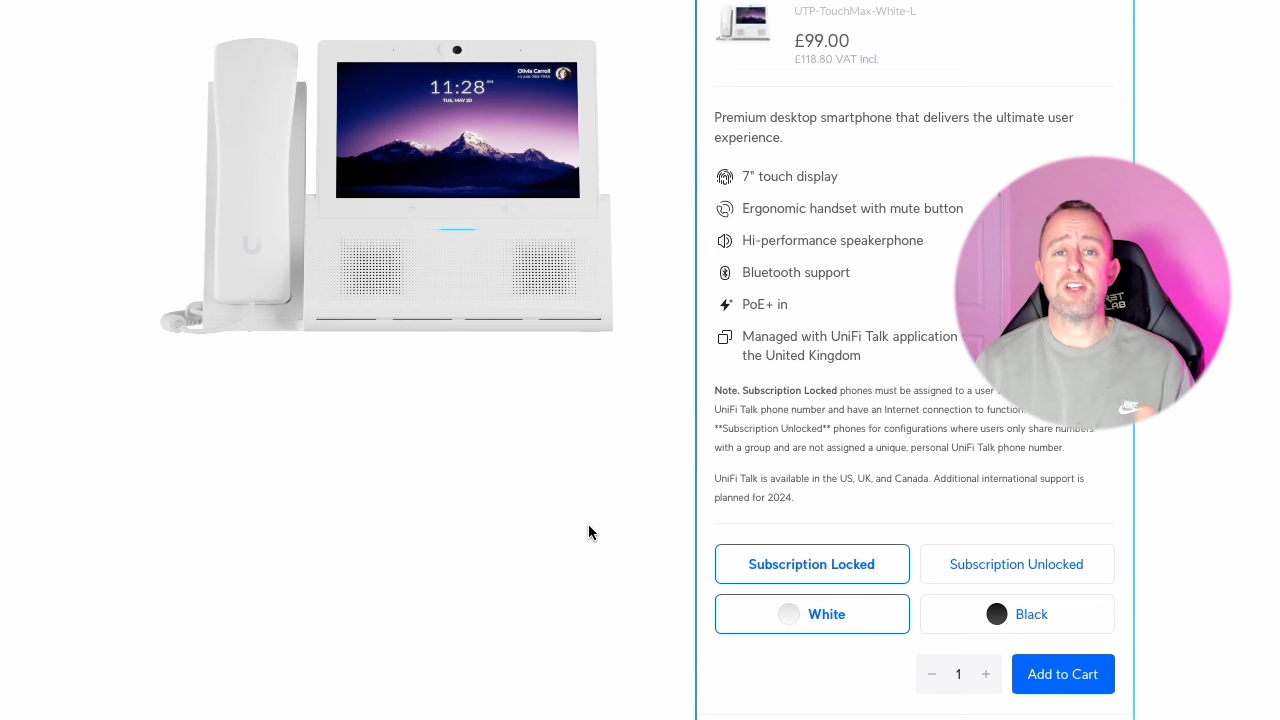 UTP-TouchMax-White-L
£99.00
£118.80 VAT Incl.
Olivia Carroll
11:28 AM
TUE, MAY 20
Premium desktop smartphone that delivers the ultimate user
experience.
7" touch display
Ergonomic handset with mute button
Hi-performance speakerphone
Bluetooth support
PoE+ in
Managed with UniFi Talk application
the United Kingdom
Note. Subscription Locked phones must be assigned to a user
UniFi Talk phone number and have an Internet connection to function.
**Subscription Unlocked** phones for configurations where users only share numbers
with a group and are not assigned a unique, personal UniFi Talk phone number.
UniFi Talk is available in the US, UK, and Canada. Additional international support is
planned for 2024.
Subscription Locked
Subscription Unlocked
White
Black
1
Add to Cart